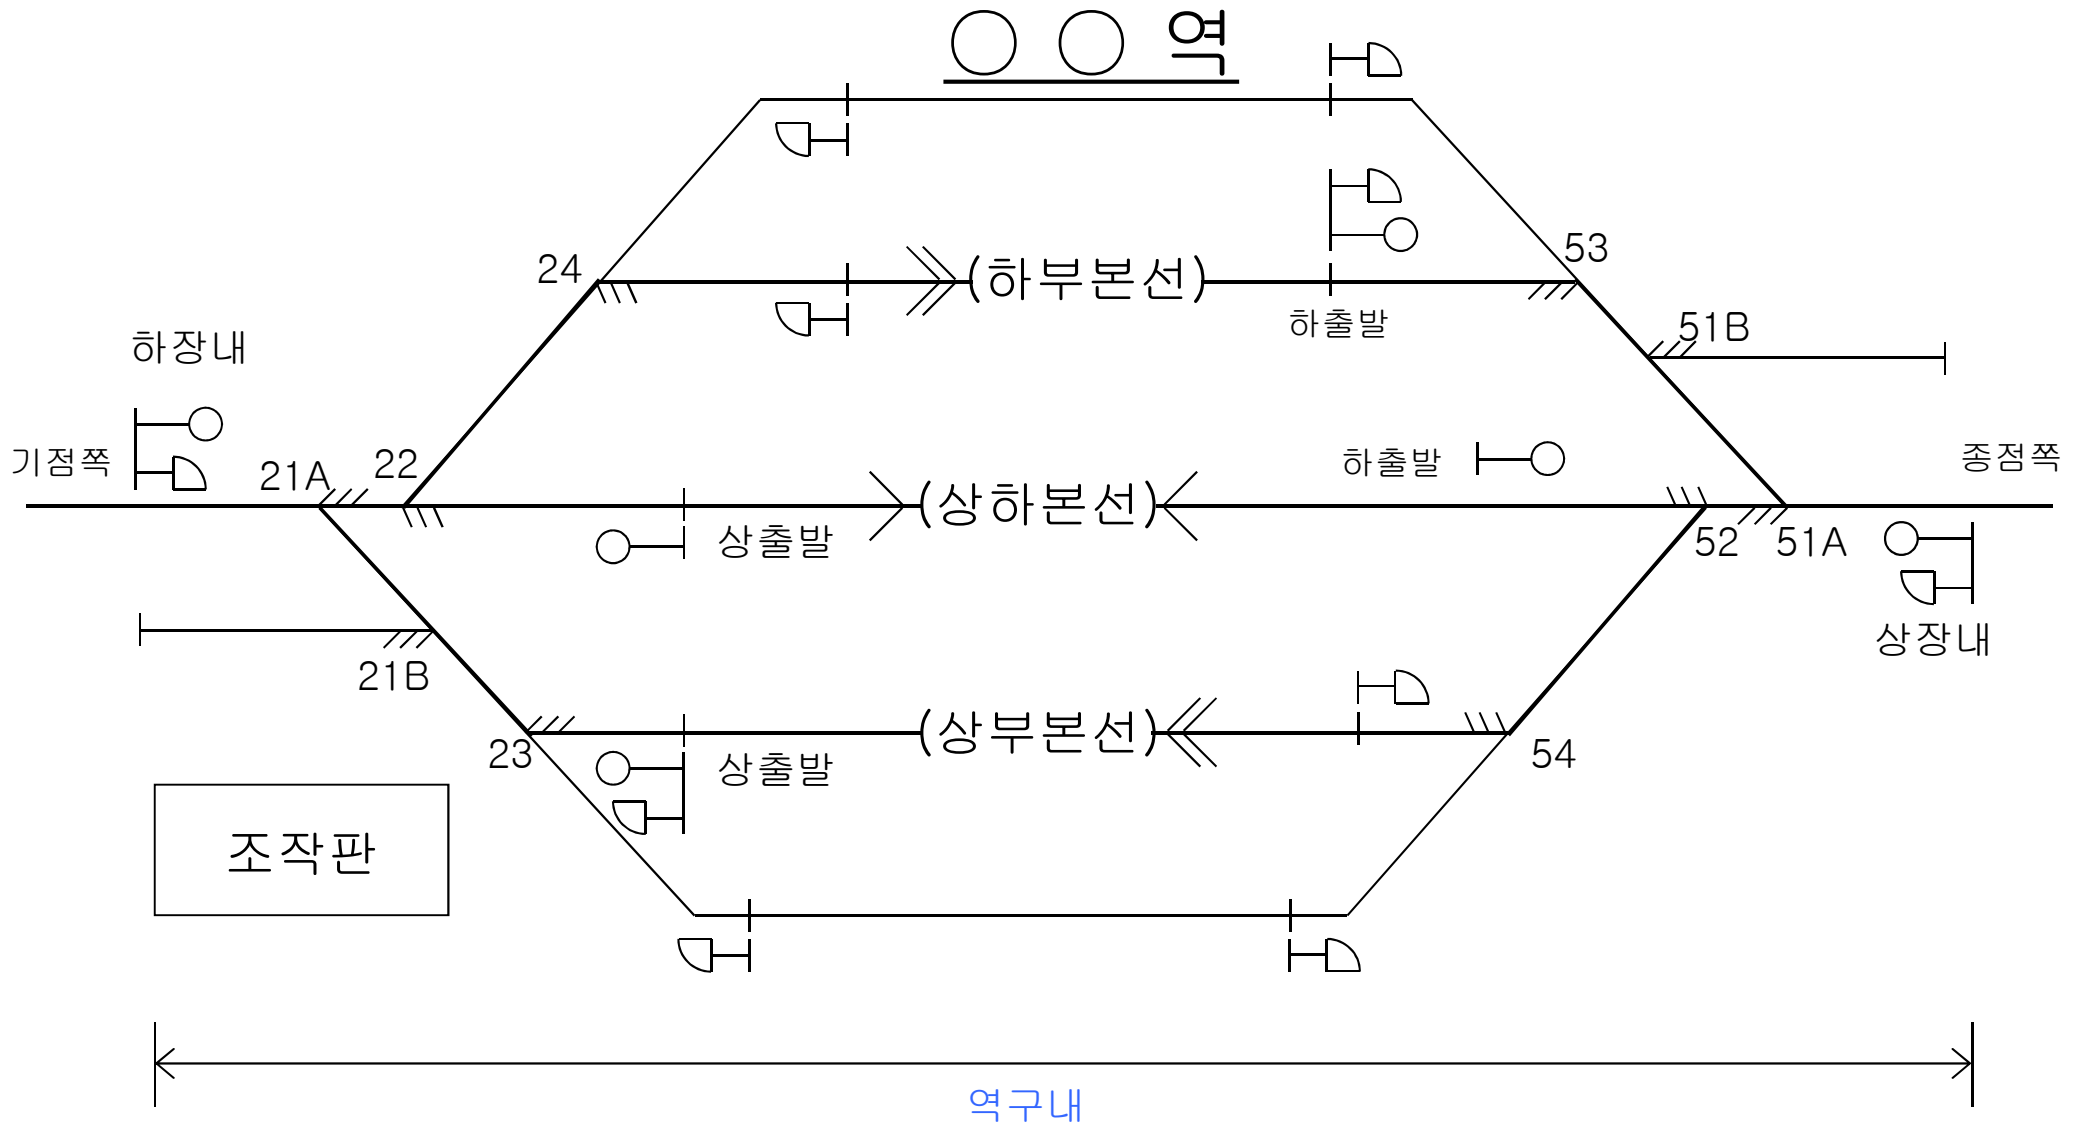 ○ ○ 역
24
(하부본선)
53
하출발
51B
하장내
기점쪽
21A
22
(상하본선)
하출발
종점쪽
상출발
52
51A
상장내
21B
23
(상부본선)
상출발
54
조작판
역구내